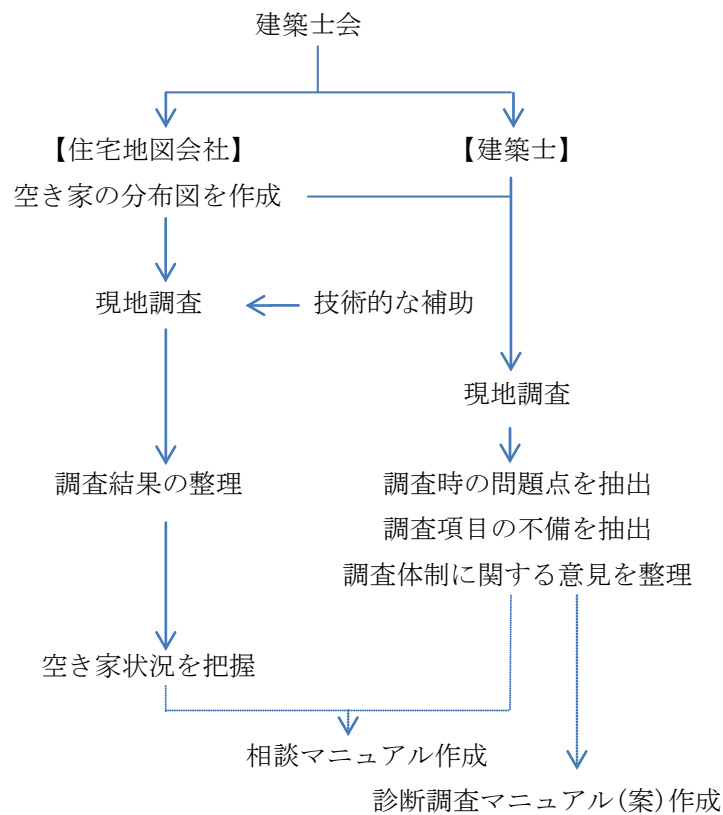 建築士会
【住宅地図会社】
【建築士】
空き家の分布図を作成
現地調査
技術的な補助
現地調査
調査結果の整理
調査時の問題点を抽出
調査項目の不備を抽出
調査体制に関する意見を整理
空き家状況を把握
相談マニュアル作成
診断調査マニュアル(案)作成